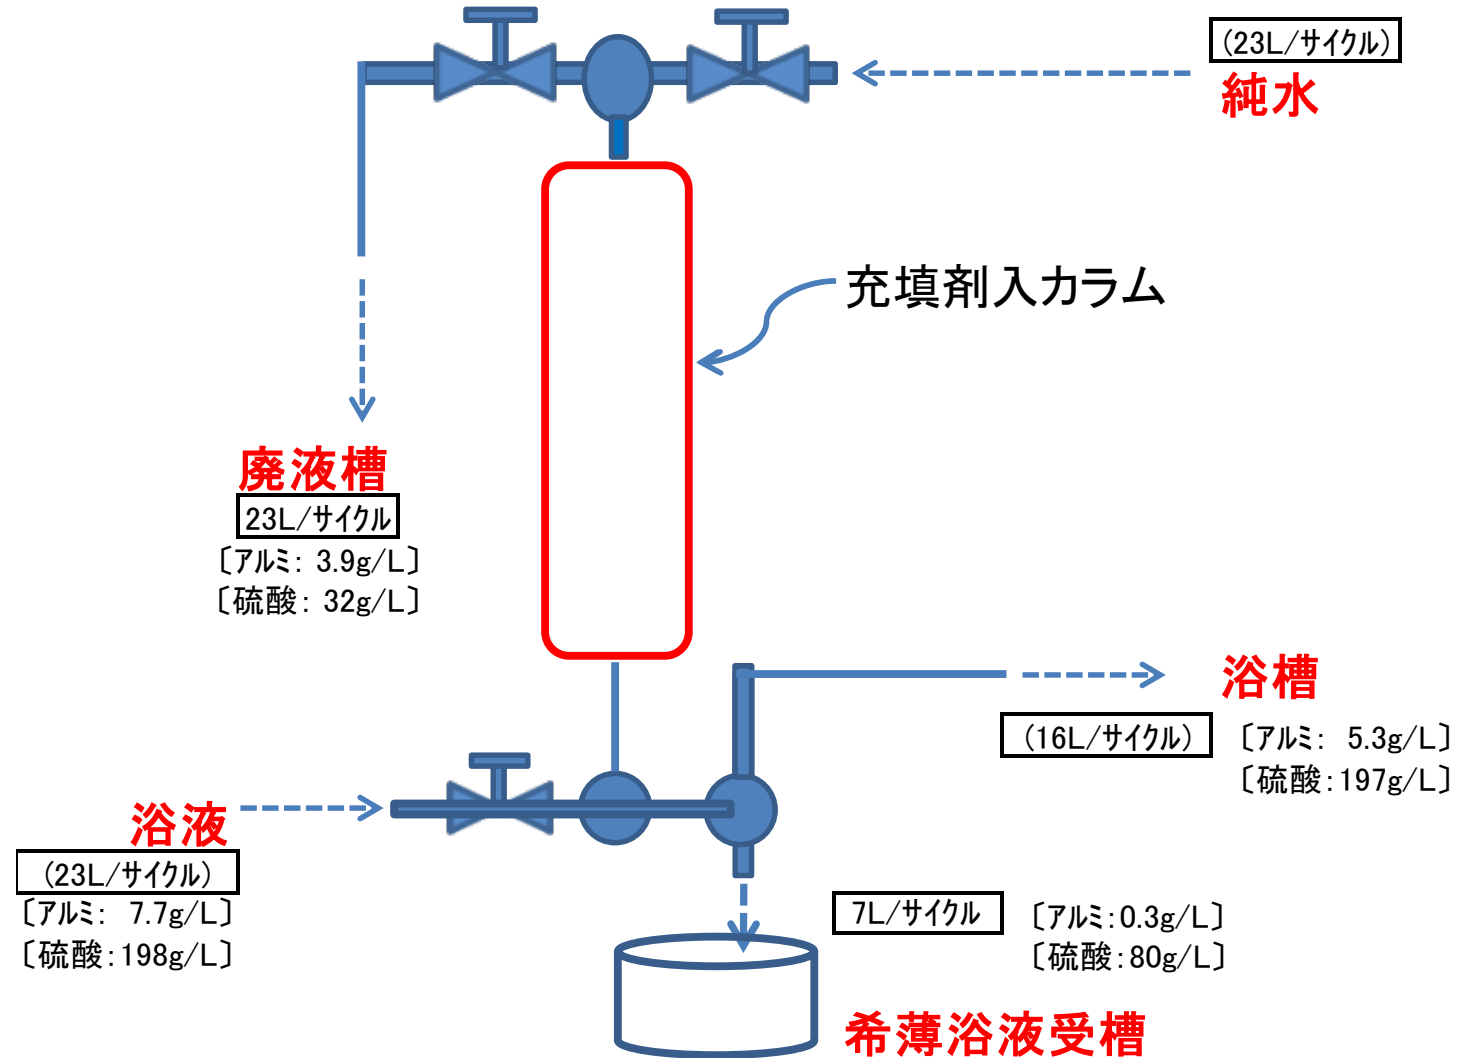 (23L/ｻｲｸﾙ)
純水
充填剤入カラム
廃液槽
23L/ｻｲｸﾙ
〔ｱﾙﾐ: 3.9g/L〕
〔硫酸: 32g/L〕
浴槽
(16L/ｻｲｸﾙ)
〔ｱﾙﾐ: 5.3g/L〕
〔硫酸:197g/L〕
浴液
(23L/ｻｲｸﾙ)
〔ｱﾙﾐ: 7.7g/L〕
〔硫酸:198g/L〕
7L/ｻｲｸﾙ
〔ｱﾙﾐ:0.3g/L〕
〔硫酸:80g/L〕
希薄浴液受槽